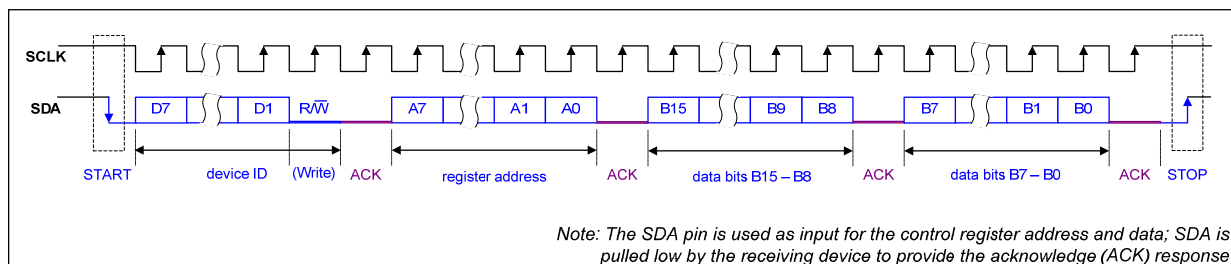 SCLK
SDA
D7 D1 R/W̅ A7 A1 A0 B15 B9 B8 B7 B1 B0
START device ID (Write) ACK register address ACK data bits B15 – B8 ACK data bits B7 – B0 ACK STOP
Note: The SDA pin is used as input for the control register address and data; SDA is
pulled low by the receiving device to provide the acknowledge (ACK) response